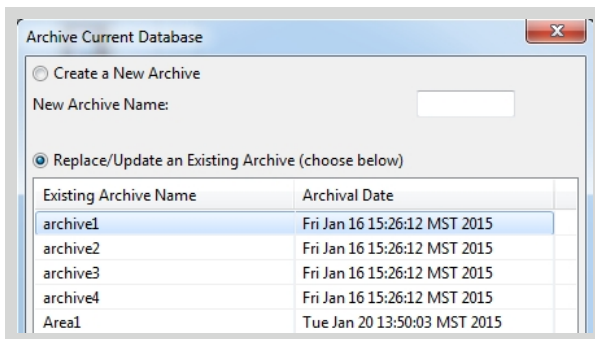 Archive Current Database
Create a New Archive
New Archive Name:
Replace/Update an Existing Archive (choose below)
Existing Archive Name Archival Date
archive1 Fri Jan 16 15:26:12 MST 2015
archive2 Fri Jan 16 15:26:12 MST 2015
archive3 Fri Jan 16 15:26:12 MST 2015
archive4 Fri Jan 16 15:26:12 MST 2015
Area1 Tue Jan 20 13:50:03 MST 2015